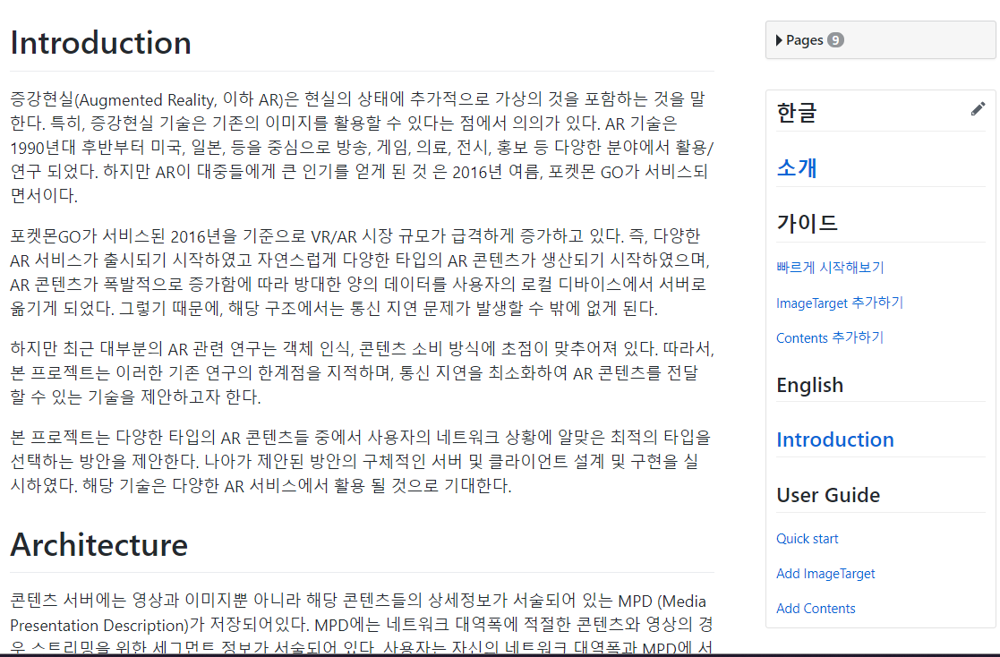 Introduction
증강현실(Augmented Reality, 이하 AR)은 현실의 상태에 추가적으로 가상의 것을 포함하는 것을 말
한다. 특히, 증강현실 기술은 기존의 이미지를 활용할 수 있다는 점에서 의의가 있다. AR 기술은
1990년대 후반부터 미국, 일본, 등을 중심으로 방송, 게임, 의료, 전시, 홍보 등 다양한 분야에서 활용/
연구 되었다. 하지만 AR이 대중들에게 큰 인기를 얻게 된 것 은 2016년 여름, 포켓몬 GO가 서비스되
면서이다.
포켓몬GO가 서비스된 2016년을 기준으로 VR/AR 시장 규모가 급격하게 증가하고 있다. 즉, 다양한
AR 서비스가 출시되기 시작하였고 자연스럽게 다양한 타입의 AR 콘텐츠가 생산되기 시작하였으며,
AR 콘텐츠가 폭발적으로 증가함에 따라 방대한 양의 데이터를 사용자의 로컬 디바이스에서 서버로
옮기게 되었다. 그렇기 때문에, 해당 구조에서는 통신 지연 문제가 발생할 수 밖에 없게 된다.
하지만 최근 대부분의 AR 관련 연구는 객체 인식, 콘텐츠 소비 방식에 초점이 맞추어져 있다. 따라서,
본 프로젝트는 이러한 기존 연구의 한계점을 지적하며, 통신 지연을 최소화하여 AR 콘텐츠를 전달
할 수 있는 기술을 제안하고자 한다.
본 프로젝트는 다양한 타입의 AR 콘텐츠들 중에서 사용자의 네트워크 상황에 알맞은 최적의 타입을
선택하는 방안을 제안한다. 나아가 제안된 방안의 구체적인 서버 및 클라이언트 설계 및 구현을 실
시하였다. 해당 기술은 다양한 AR 서비스에서 활용 될 것으로 기대한다.
Architecture
콘텐츠 서버에는 영상과 이미지뿐 아니라 해당 콘텐츠들의 상세정보가 서술되어 있는 MPD (Media
Presentation Description)가 저장되어있다. MPD에는 네트워크 대역폭에 적절한 콘텐츠와 영상의 경
우 스트리밍을 위한 세그먼트 정보가 서술되어 있다. 사용자는 자신의 네트워크 대역폭과 MPD에 서
Pages 9
한글
소개
가이드
빠르게 시작해보기
ImageTarget 추가하기
Contents 추가하기
English
Introduction
User Guide
Quick start
Add ImageTarget
Add Contents